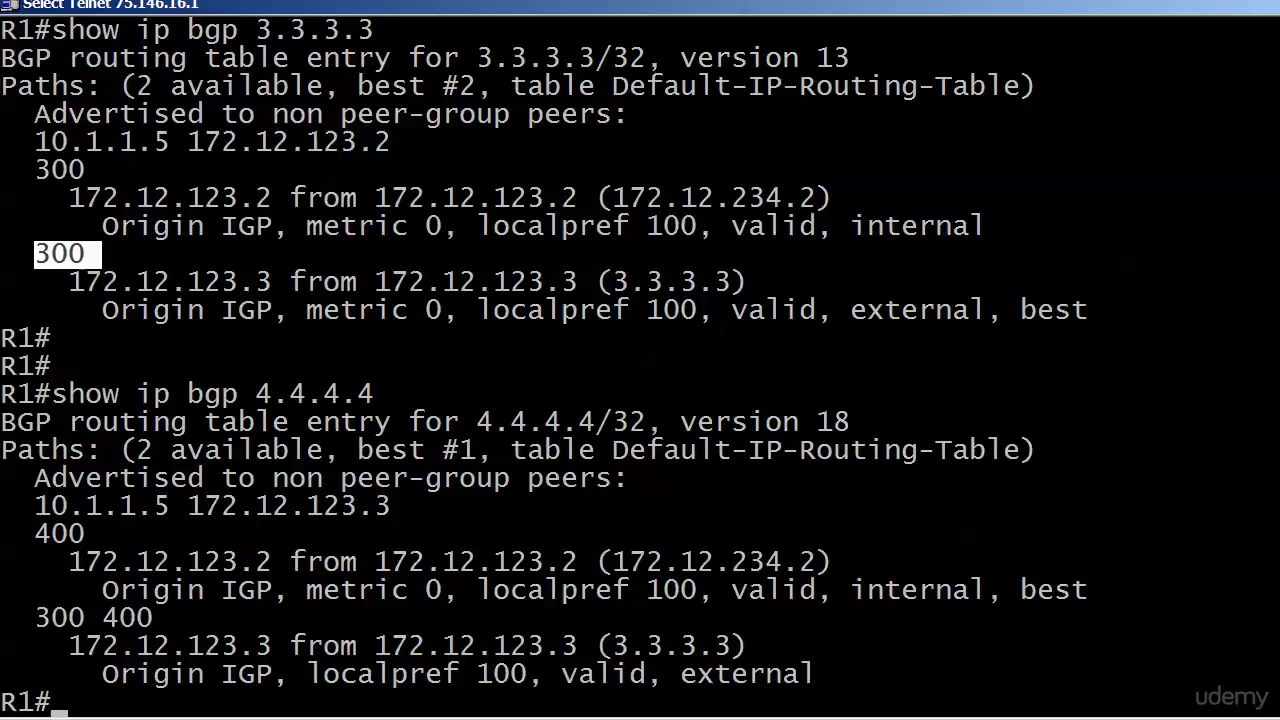 Select Telnet 75.146.16.1
R1#show ip bgp 3.3.3.3
BGP routing table entry for 3.3.3.3/32, version 13
Paths: (2 available, best #2, table Default-IP-Routing-Table)
  Advertised to non peer-group peers:
  10.1.1.5 172.12.123.2
  300
    172.12.123.2 from 172.12.123.2 (172.12.234.2)
      Origin IGP, metric 0, localpref 100, valid, internal
  300
    172.12.123.3 from 172.12.123.3 (3.3.3.3)
      Origin IGP, metric 0, localpref 100, valid, external, best
R1#
R1#
R1#show ip bgp 4.4.4.4
BGP routing table entry for 4.4.4.4/32, version 18
Paths: (2 available, best #1, table Default-IP-Routing-Table)
  Advertised to non peer-group peers:
  10.1.1.5 172.12.123.3
  400
    172.12.123.2 from 172.12.123.2 (172.12.234.2)
      Origin IGP, metric 0, localpref 100, valid, internal, best
  300 400
    172.12.123.3 from 172.12.123.3 (3.3.3.3)
      Origin IGP, localpref 100, valid, external
R1#
udemy